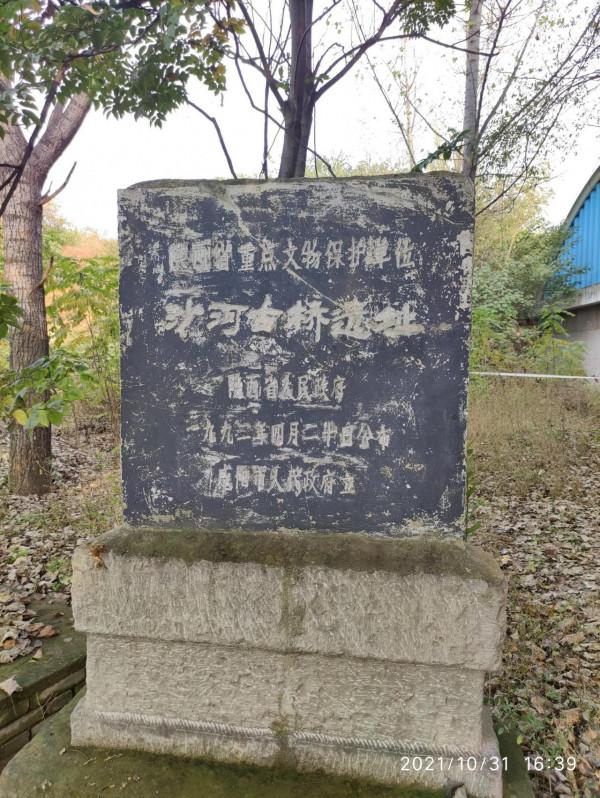 陕西省重点文物保护单位
沣河古桥遗址
陕西省人民政府
一九九二年四月二十日公布
咸阳市人民政府立
2021/10/31 16:39